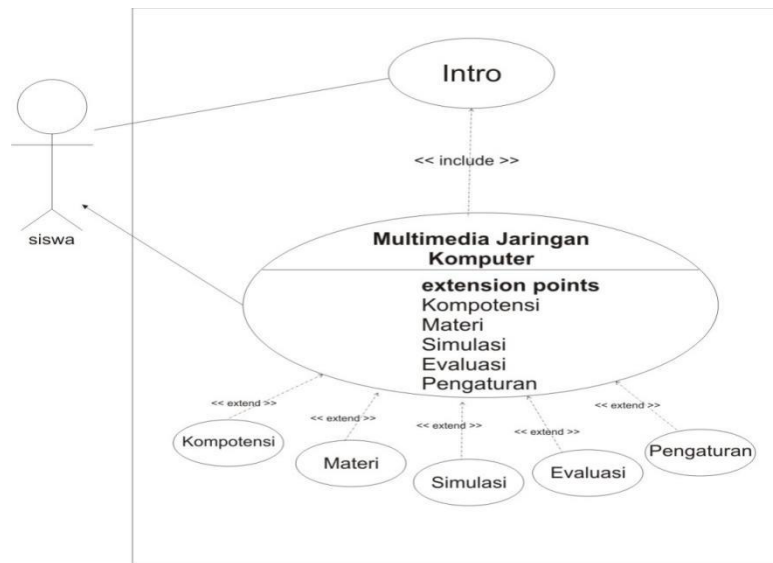 Intro
<< include >>
siswa
Multimedia Jaringan
Komputer
extension points
Kompotensi
Materi
Simulasi
Evaluasi
Pengaturan
<< extend >>
<< extend >>
<< extend >>
<< extend >>
<< extend >>
Kompotensi
Materi
Simulasi
Evaluasi
Pengaturan